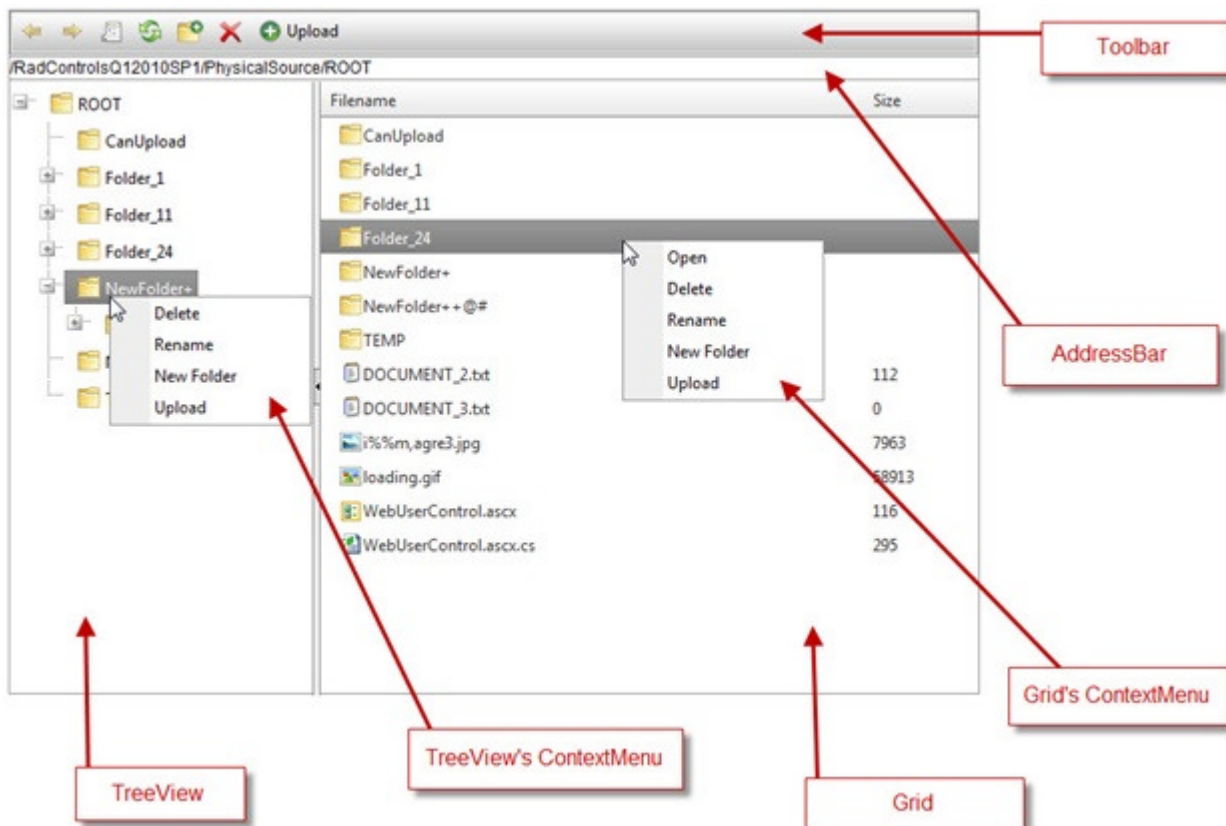 Upload
Toolbar
/RadControlsQ12010SP1/PhysicalSource/ROOT
ROOT
CanUpload
Folder_1
Folder_11
Folder_24
NewFolder+
Delete
Rename
New Folder
Upload
Filename Size
CanUpload
Folder_1
Folder_11
Folder_24
NewFolder+
NewFolder++@#
TEMP
DOCUMENT_2.txt 112
DOCUMENT_3.txt 0
i%%m,agre3.jpg 7963
loading.gif 58913
WebUserControl.ascx 116
WebUserControl.ascx.cs 295
Open
Delete
Rename
New Folder
Upload
AddressBar
Grid's ContextMenu
TreeView's ContextMenu
TreeView
Grid